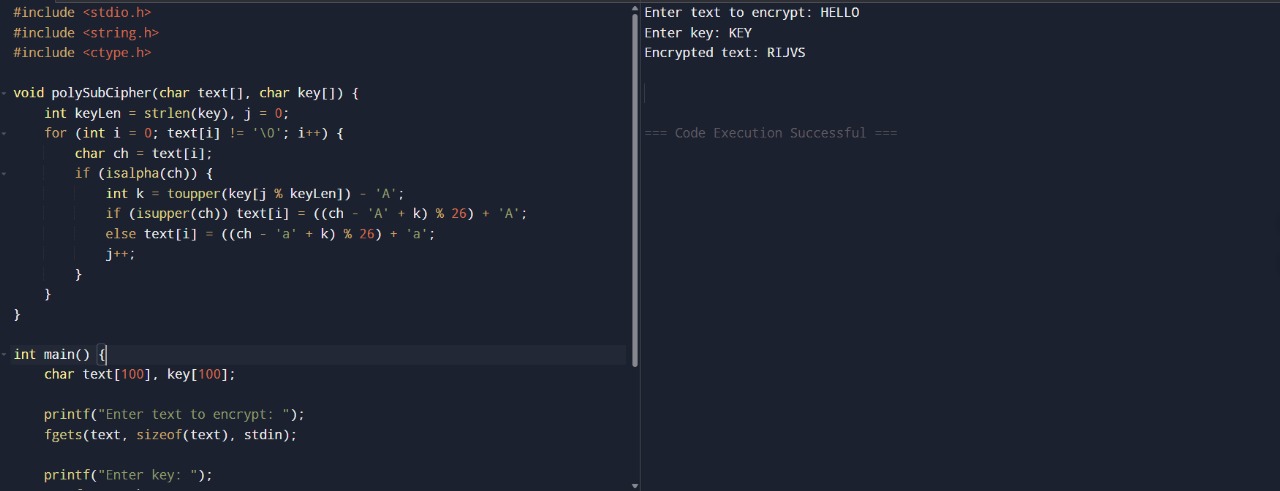 #include <stdio.h>
#include <string.h>
#include <ctype.h>
void polySubCipher(char text[], char key[]) {
    int keyLen = strlen(key), j = 0;
    for (int i = 0; text[i] != '\0'; i++) {
        char ch = text[i];
        if (isalpha(ch)) {
            int k = toupper(key[j % keyLen]) - 'A';
            if (isupper(ch)) text[i] = ((ch - 'A' + k) % 26) + 'A';
            else text[i] = ((ch - 'a' + k) % 26) + 'a';
            j++;
        }
    }
}
int main() {
    char text[100], key[100];
    printf("Enter text to encrypt: ");
    fgets(text, sizeof(text), stdin);
    printf("Enter key: ");
Enter text to encrypt: HELLO
Enter key: KEY
Encrypted text: RIJVS
=== Code Execution Successful ===